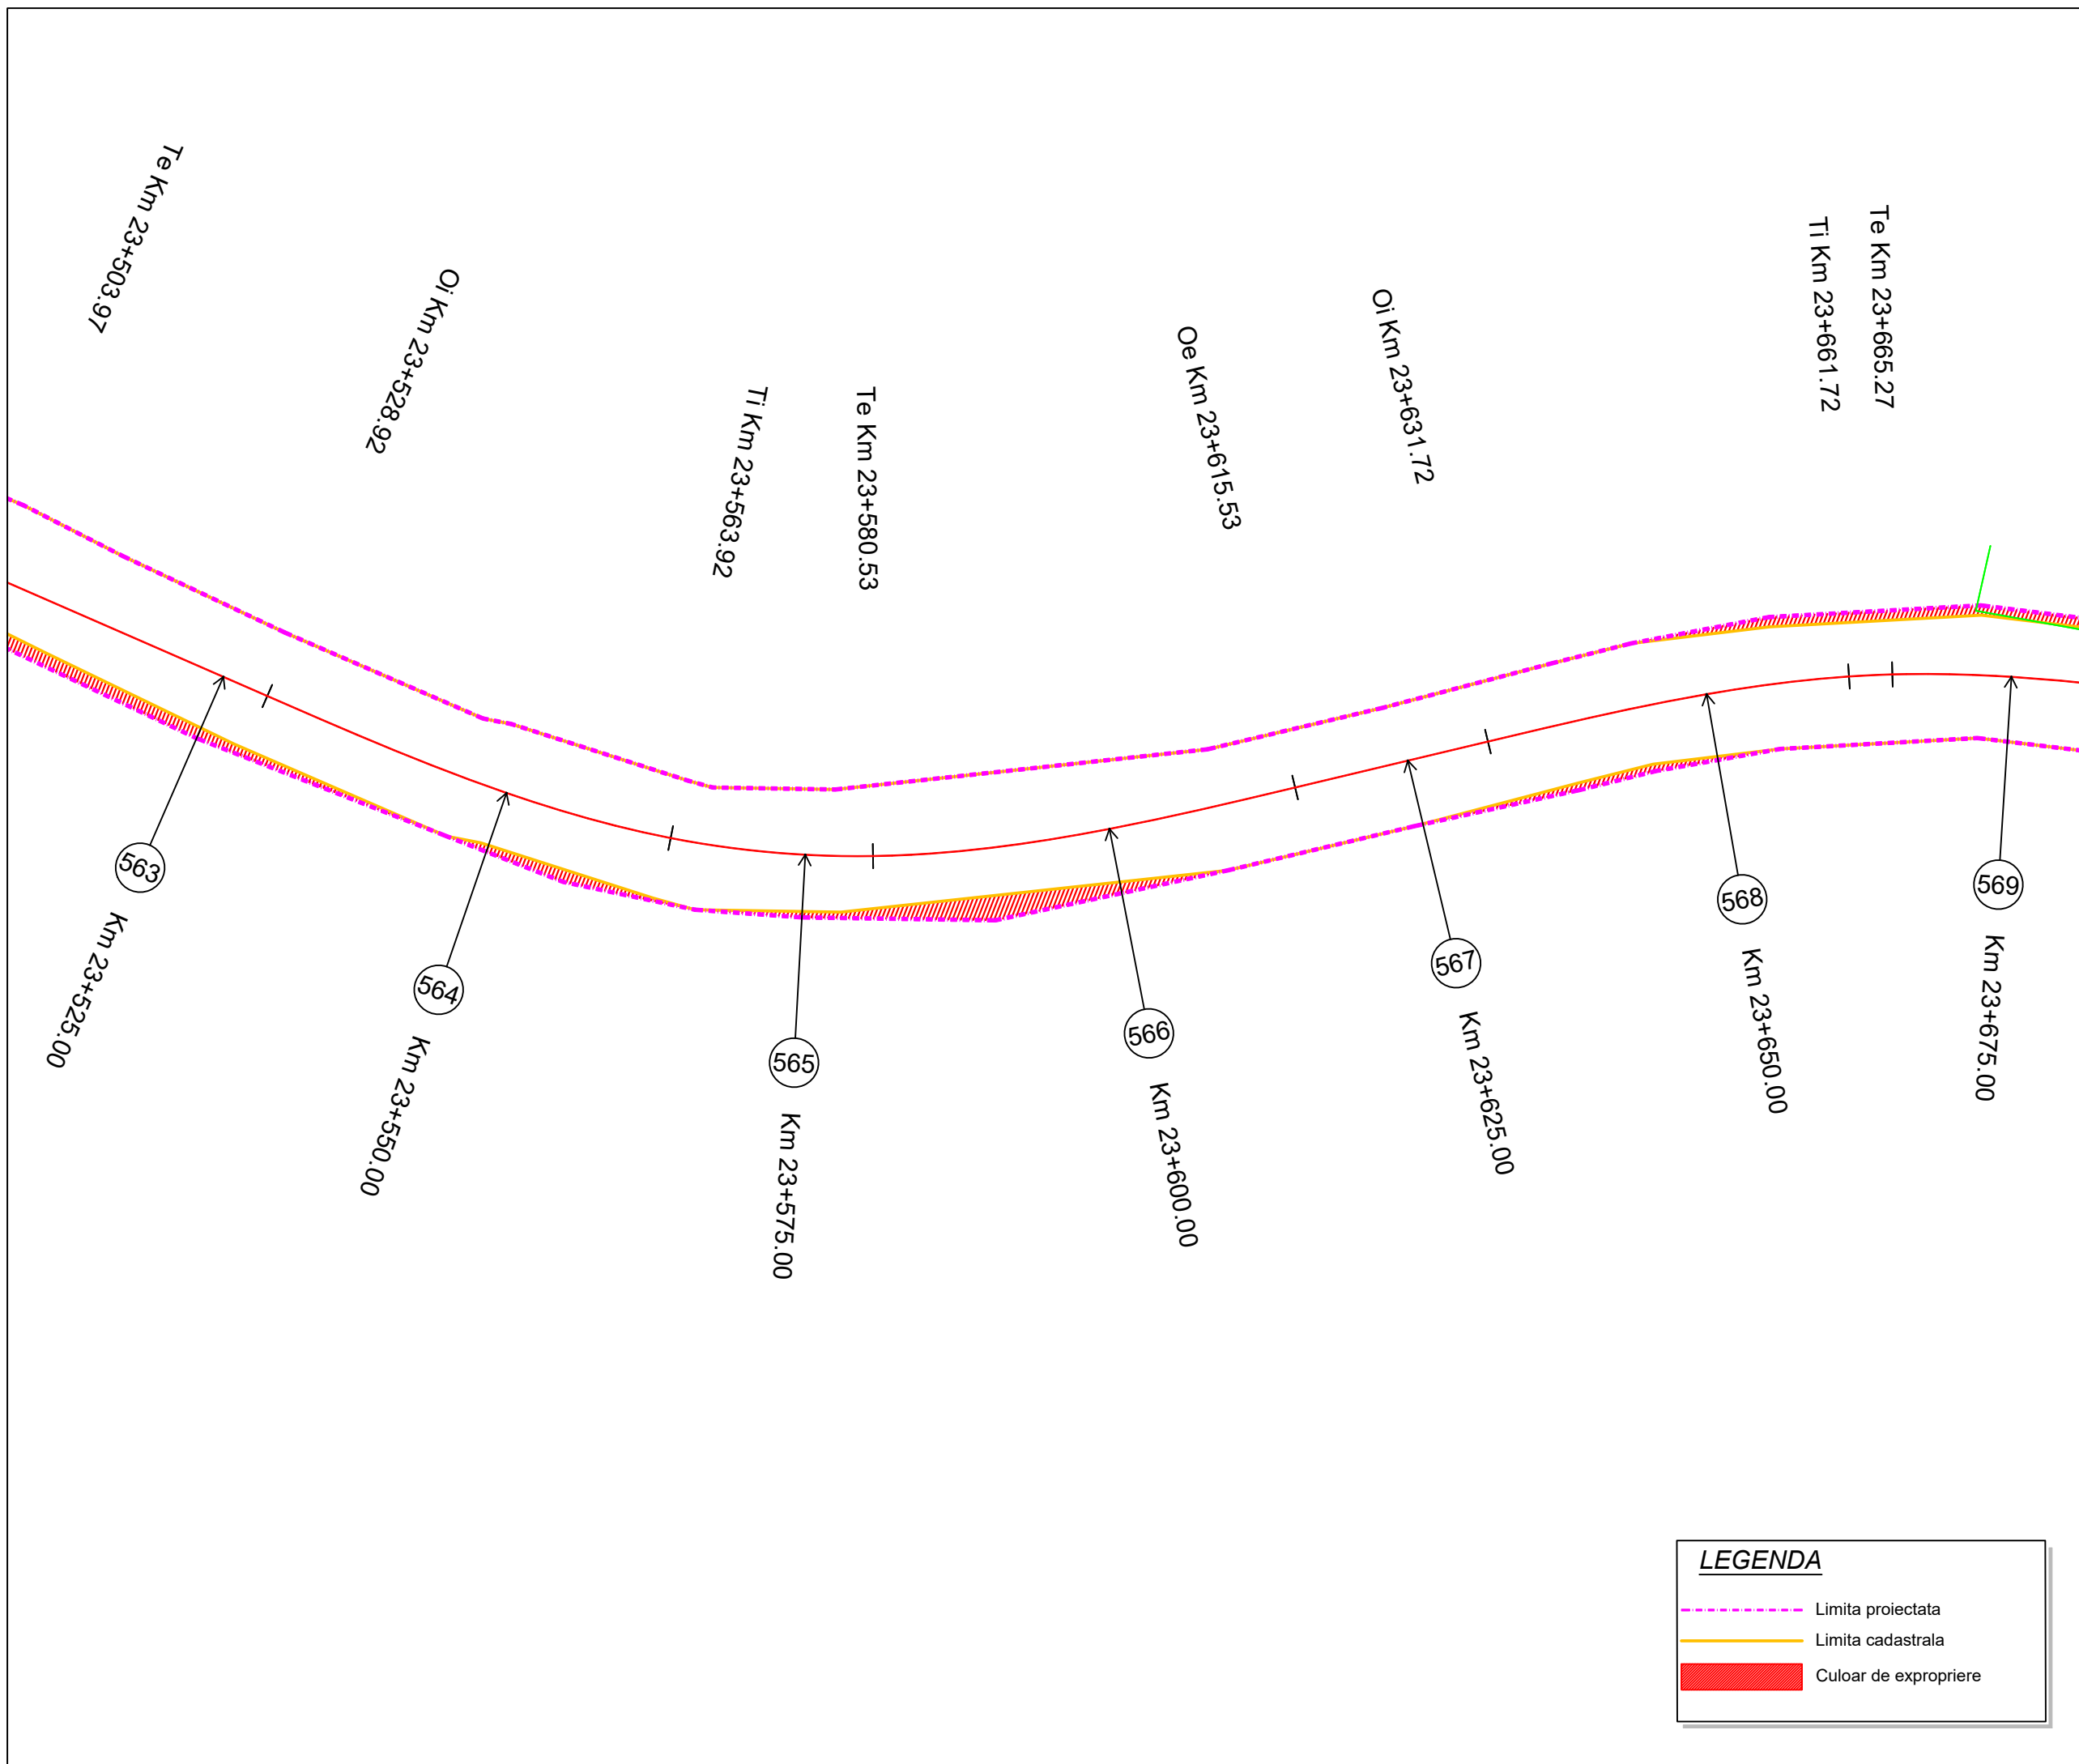 Te Km 23+503.97
Oi Km 23+528.92
Ti Km 23+563.92
Te Km 23+580.53
Oe Km 23+615.53
Oi Km 23+631.72
Ti Km 23+661.72
Te Km 23+665.27
563
Km 23+525.00
564
Km 23+550.00
565
Km 23+575.00
566
Km 23+600.00
567
Km 23+625.00
568
Km 23+650.00
569
Km 23+675.00
LEGENDA
Limita proiectata
Limita cadastrala
Culoar de expropriere